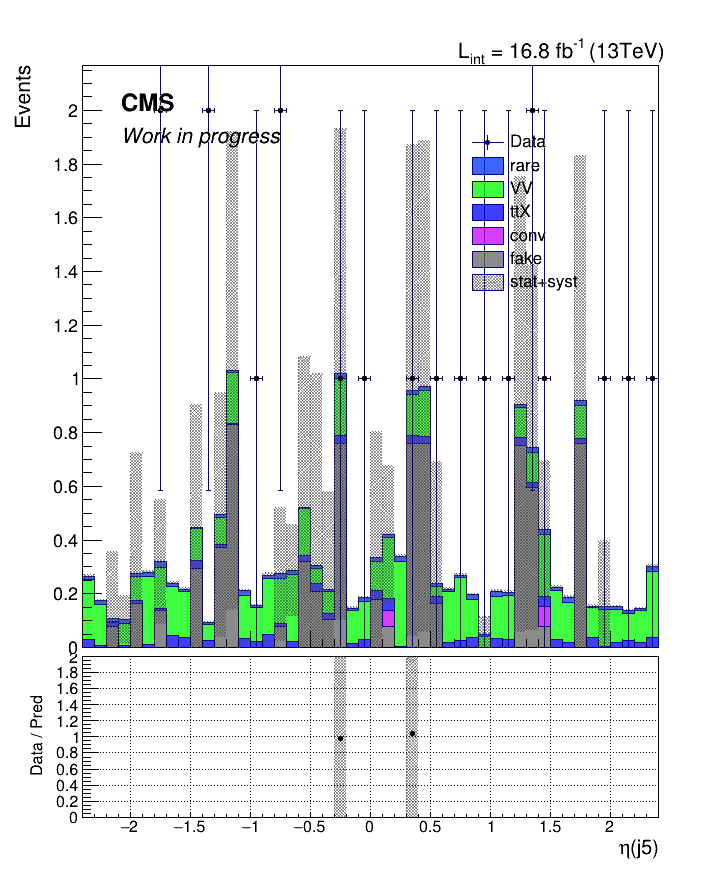 L_int = 16.8 fb^-1 (13TeV)
Events
CMS
Work in progress
Data
rare
VV
ttX
conv
fake
stat+syst
2
1.8
1.6
1.4
1.2
1
0.8
0.6
0.4
0.2
0
Data / Pred
2
1.8
1.6
1.4
1.2
1
0.8
0.6
0.4
0.2
0
−2 −1.5 −1 −0.5 0 0.5 1 1.5 2
η(j5)